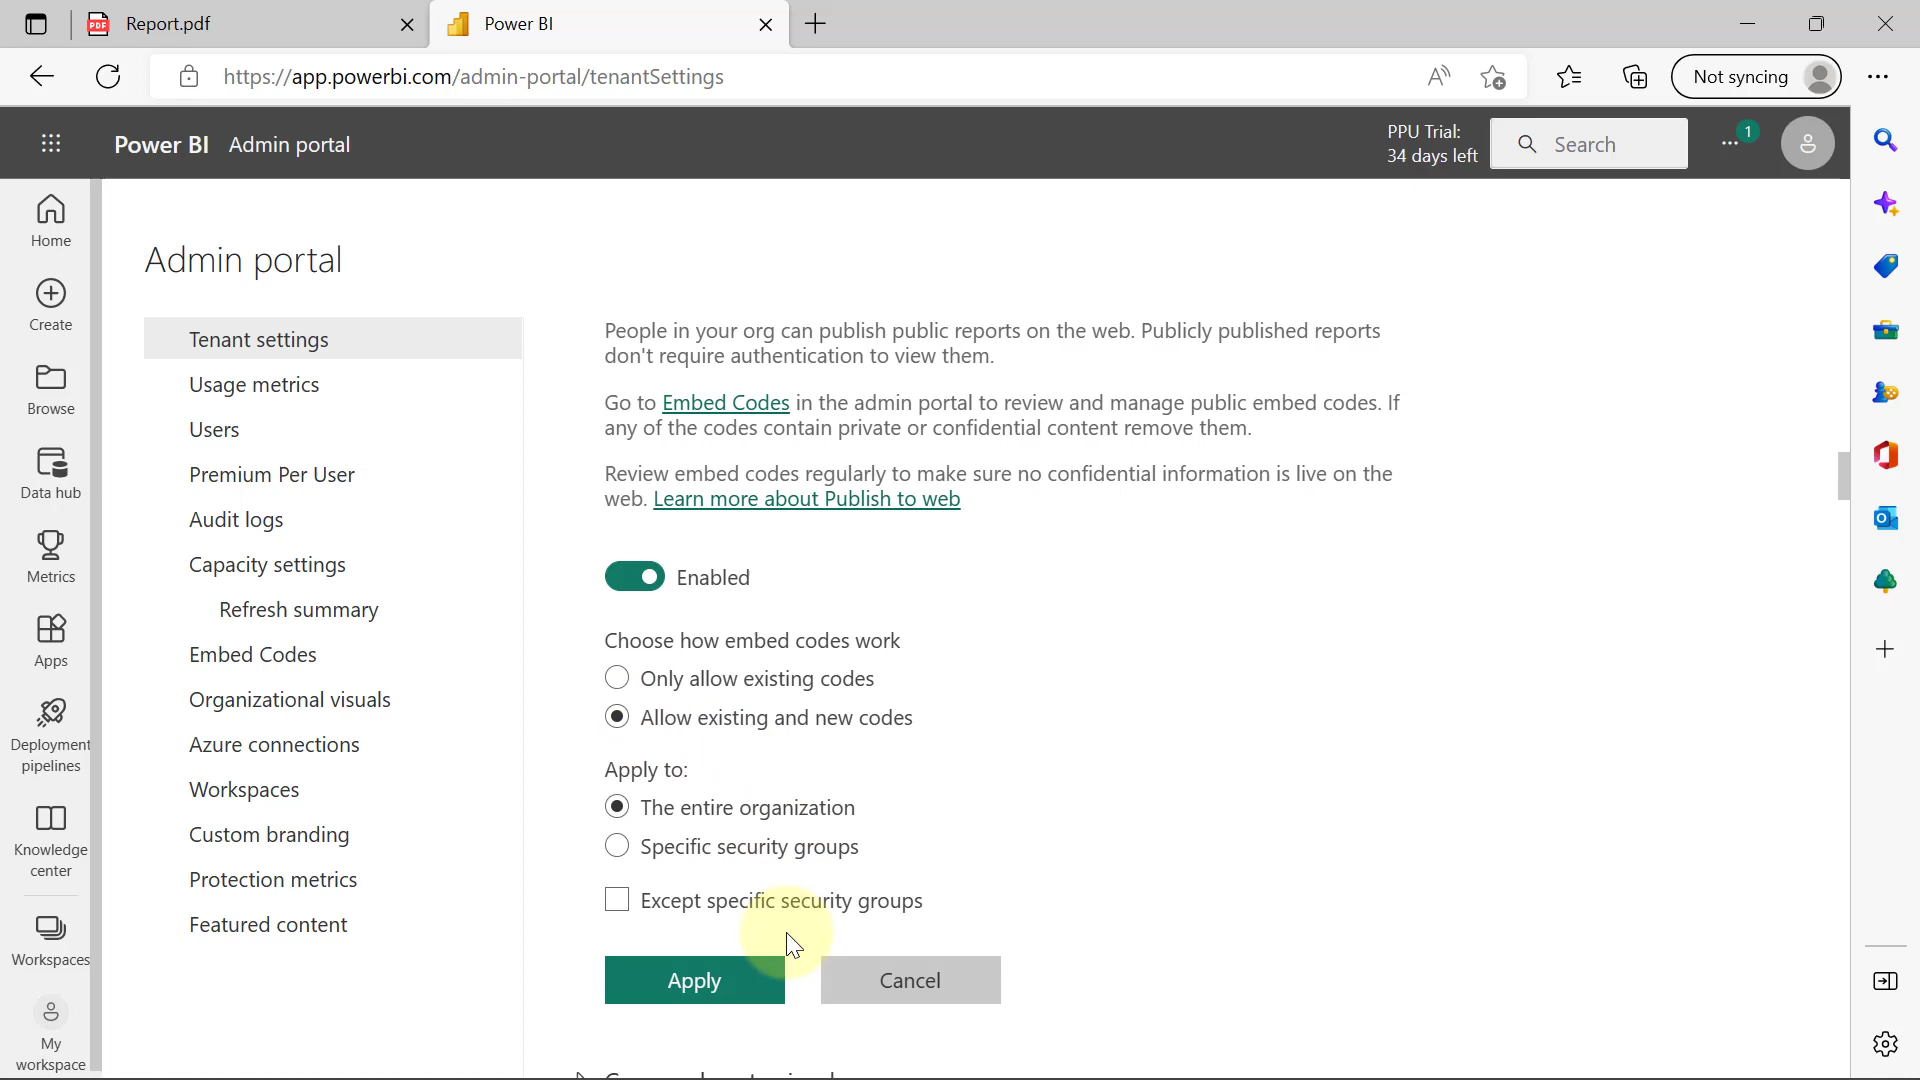 Report.pdf
Power BI
https://app.powerbi.com/admin-portal/tenantSettings
Not syncing
Power BI Admin portal
PPU Trial:
34 days left
Search
1
Home
Create
Browse
Data hub
Metrics
Apps
Deployment
pipelines
Knowledge
center
Workspaces
My
workspace
Admin portal
Tenant settings
Usage metrics
Users
Premium Per User
Audit logs
Capacity settings
Refresh summary
Embed Codes
Organizational visuals
Azure connections
Workspaces
Custom branding
Protection metrics
Featured content
People in your org can publish public reports on the web. Publicly published reports
don't require authentication to view them.
Go to Embed Codes in the admin portal to review and manage public embed codes. If
any of the codes contain private or confidential content remove them.
Review embed codes regularly to make sure no confidential information is live on the
web. Learn more about Publish to web
Enabled
Choose how embed codes work
Only allow existing codes
Allow existing and new codes
Apply to:
The entire organization
Specific security groups
Except specific security groups
Apply
Cancel